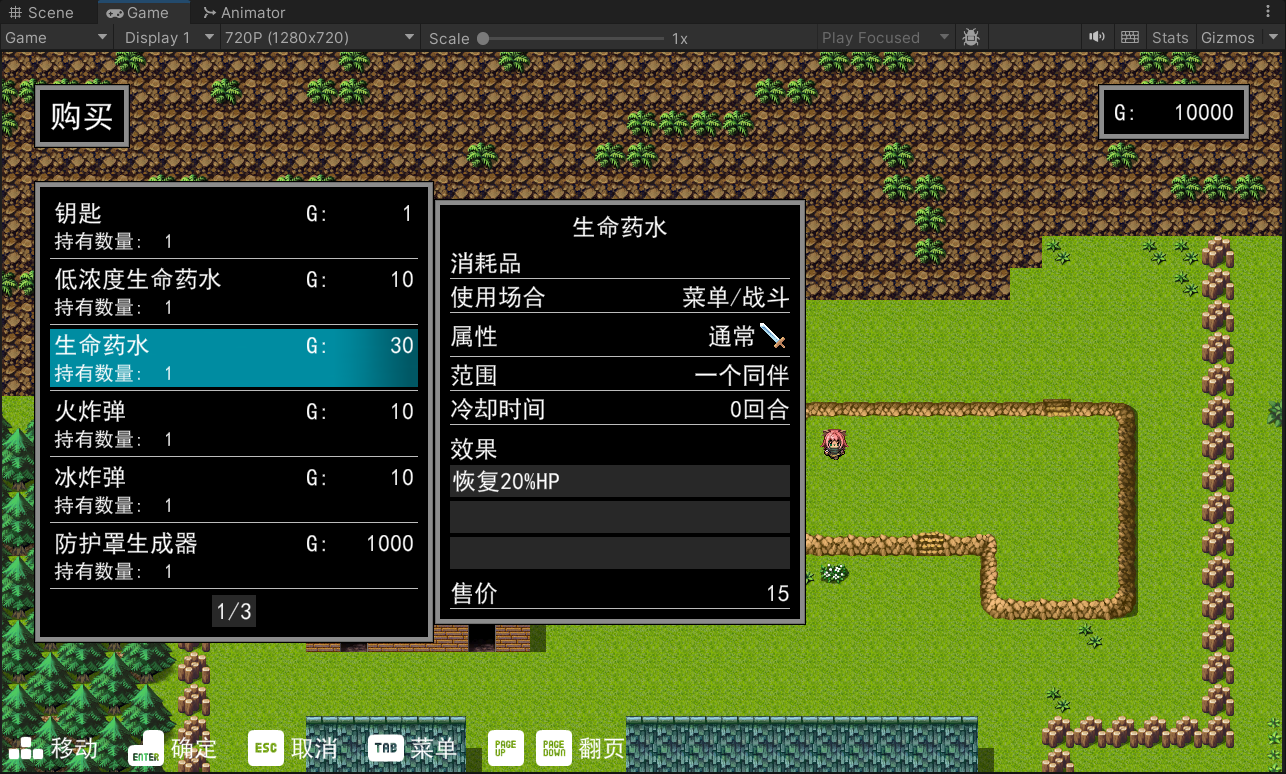 Scene Game Animator
Game Display 1 720P (1280x720) Scale 1x Play Focused Stats Gizmos
购买
G: 10000
钥匙 G: 1
持有数量: 1
低浓度生命药水 G: 10
持有数量: 1
生命药水 G: 30
持有数量: 1
火炸弹 G: 10
持有数量: 1
冰炸弹 G: 10
持有数量: 1
防护罩生成器 G: 1000
持有数量: 1
1/3
生命药水
消耗品
使用场合 菜单/战斗
属性 通常
范围 一个同伴
冷却时间 0回合
效果
恢复20%HP
售价 15
移动 ENTER 确定 ESC 取消 TAB 菜单 PAGE UP PAGE DOWN 翻页